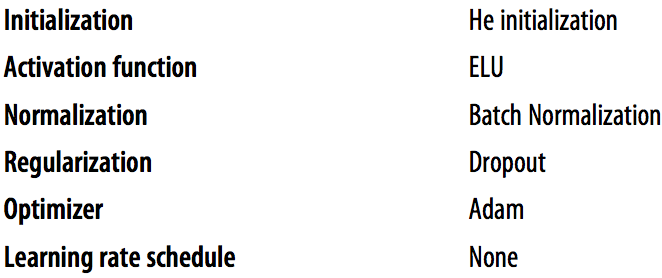 Initialization He initialization
Activation function ELU
Normalization Batch Normalization
Regularization Dropout
Optimizer Adam
Learning rate schedule None